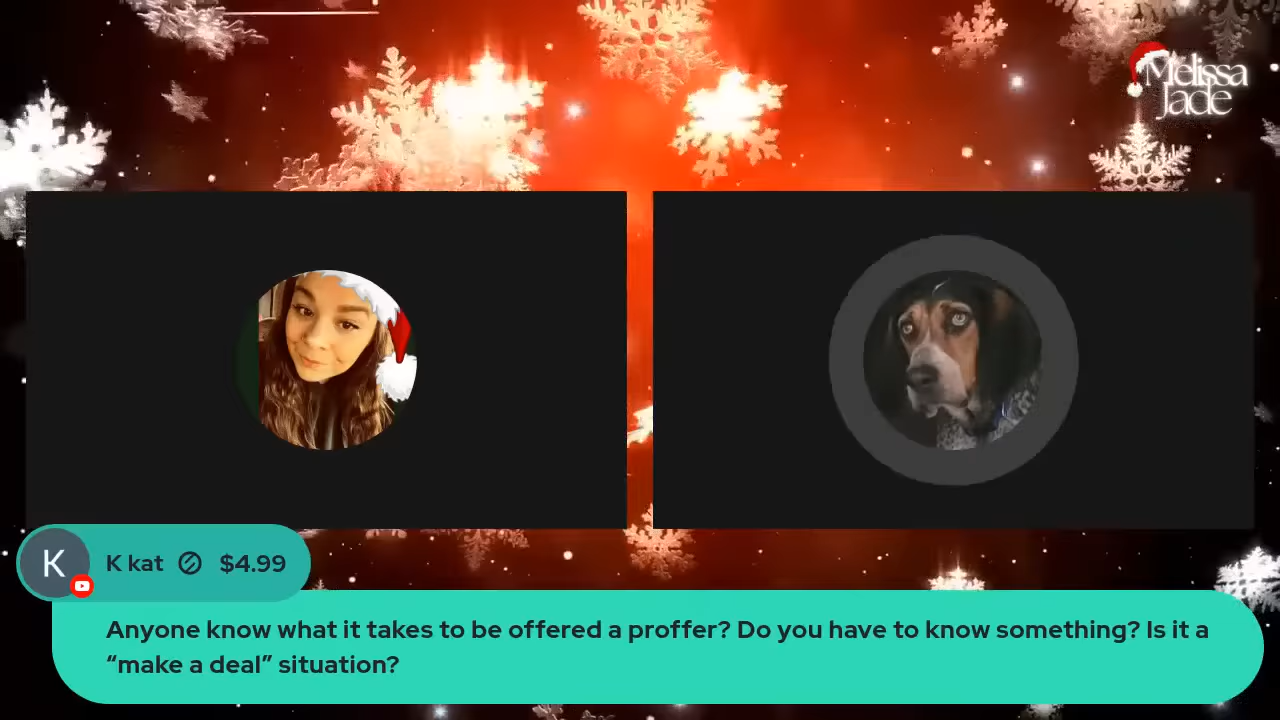 Mélissa
Jade
K
K kat $4.99
Anyone know what it takes to be offered a proffer? Do you have to know something? Is it a
“make a deal” situation?